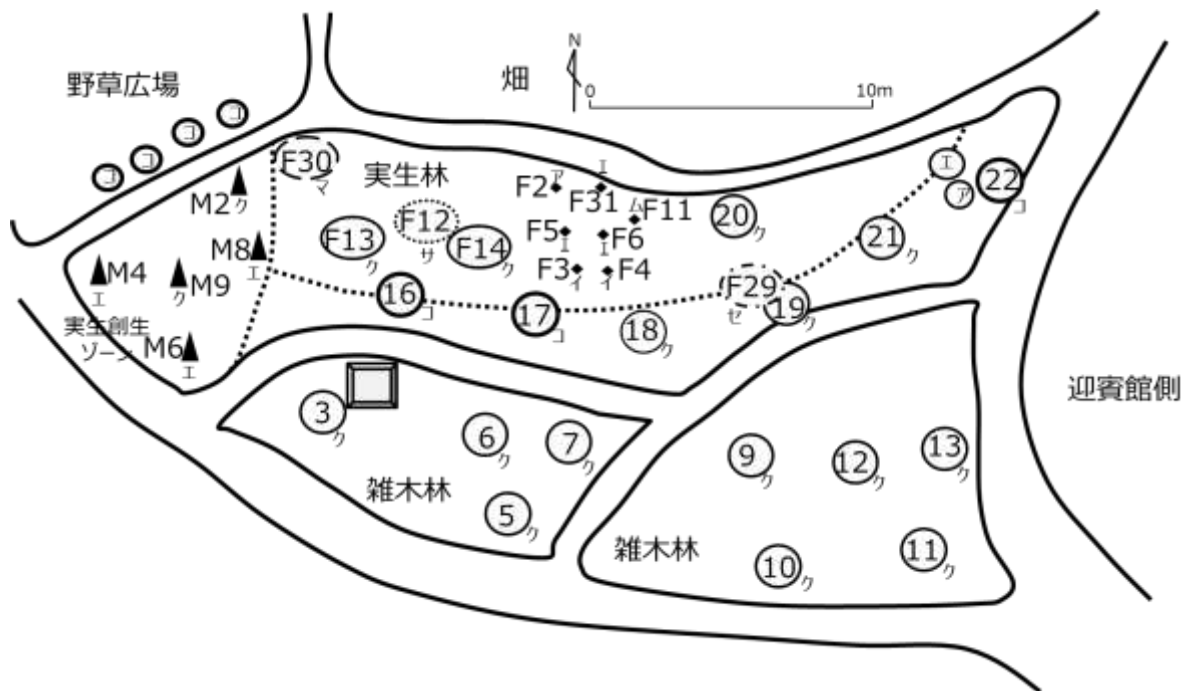 野草広場
畑
N
0 10m
コ
コ
コ
コ
M2
ク
F30
マ
実生林
F2
ア
エ
F31
ム
F11
20
ク
エ
ア
22
コ
M8
エ
F13
ク
F12
サ
F14
ク
F5
エ
F6
エ
21
ク
M4
エ
M9
ク
F3
イ
F4
イ
F29
セ
19
ク
16
コ
17
コ
18
ク
実生創生
ゾーン
M6
エ
迎賓館側
3
ク
6
ク
7
ク
9
ク
12
ク
13
ク
雑木林
5
ク
雑木林
10
ク
11
ク